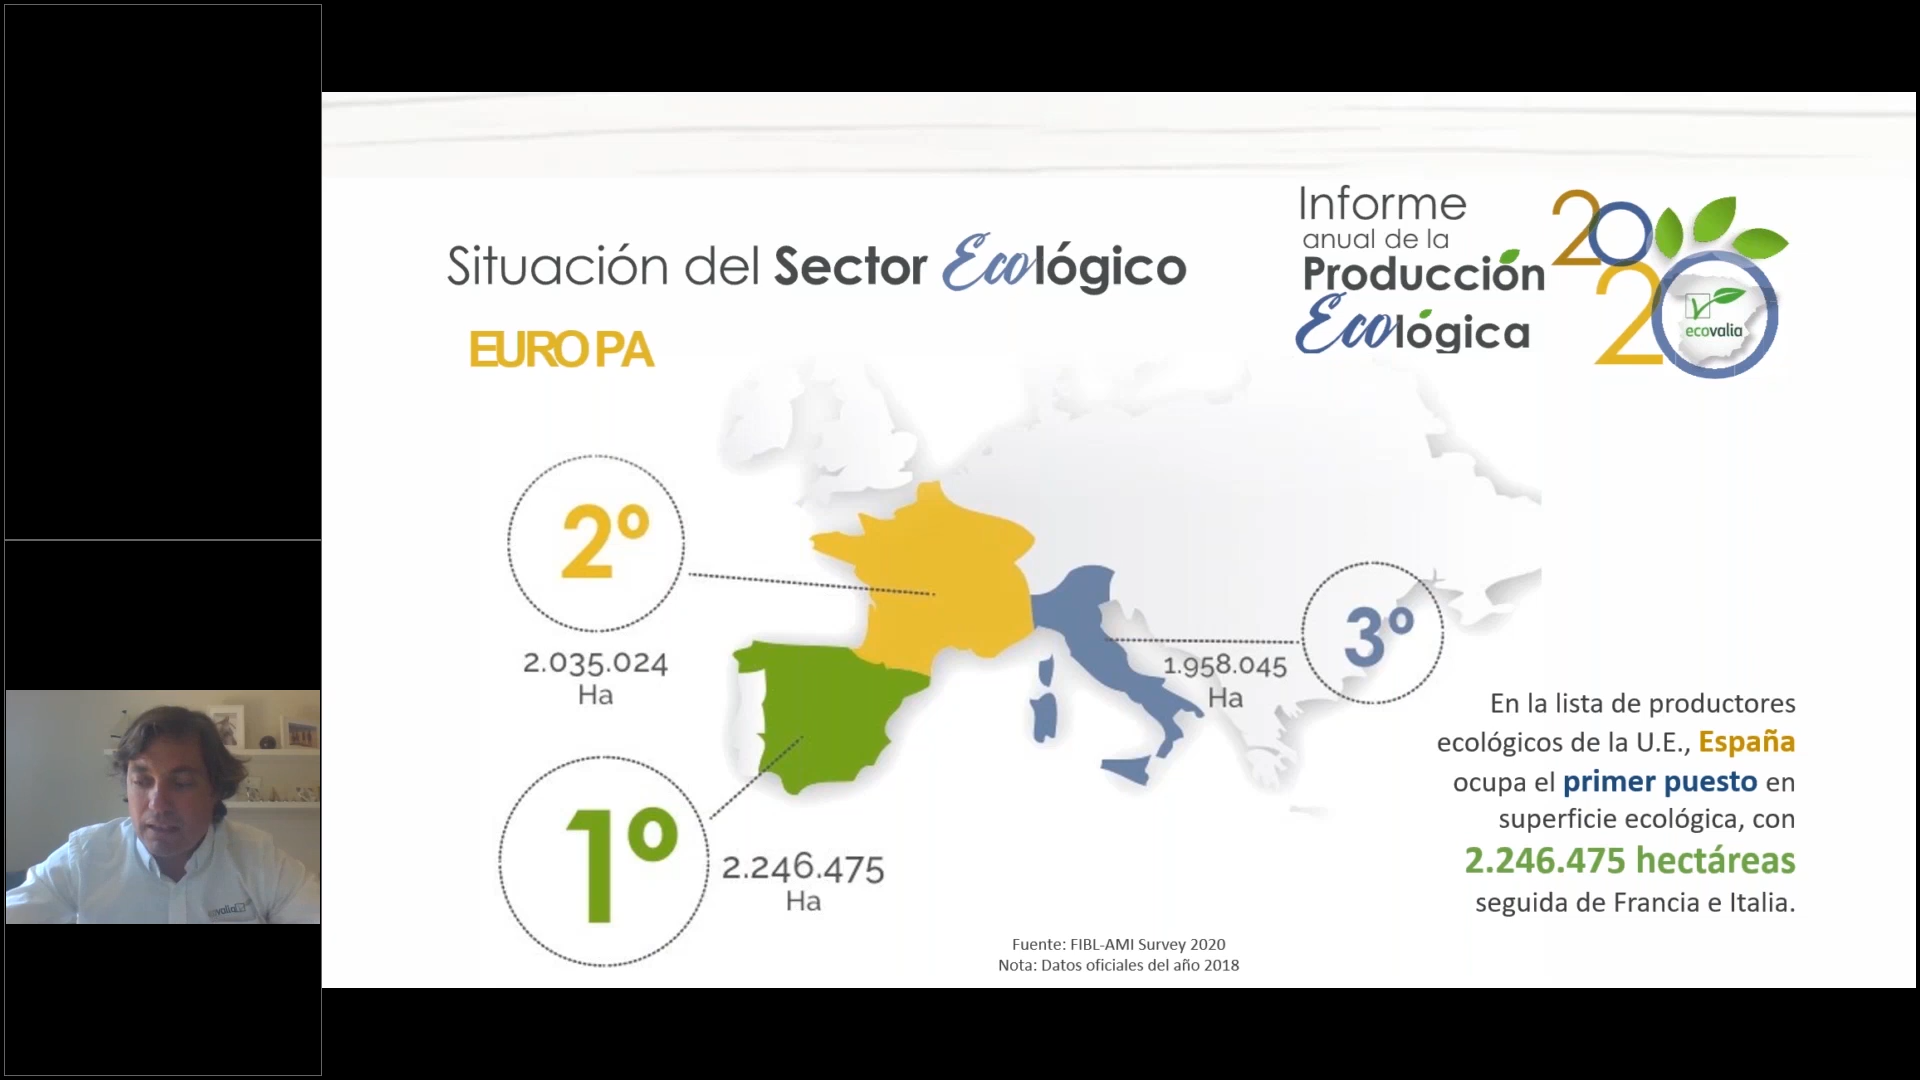 Situación del Sector Ecológico
EUROPA
Informe
anual de la
Producción
Ecológica
2020
ecovalia
2º
2.035.024
Ha
1º
2.246.475
Ha
3º
1.958.045
Ha
En la lista de productores
ecológicos de la U.E., España
ocupa el primer puesto en
superficie ecológica, con
2.246.475 hectáreas
seguida de Francia e Italia.
Fuente: FIBL-AMI Survey 2020
Nota: Datos oficiales del año 2018